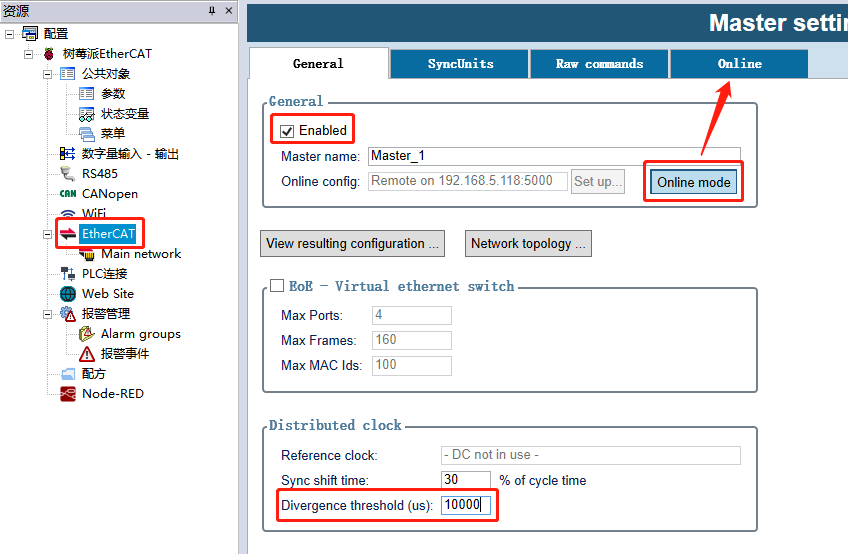 资源
配置
树莓派EtherCAT
公共对象
参数
状态变量
菜单
数字量输入 - 输出
RS485
CAN CANopen
WiFi
EtherCAT
Main network
PLC连接
Web Site
报警管理
Alarm groups
报警事件
配方
Node-RED
Master settin
General SyncUnits Raw commands Online
General
Enabled
Master name: Master_1
Online config: Remote on 192.168.5.118:5000 Set up... Online mode
View resulting configuration ... Network topology ...
EoE - Virtual ethernet switch
Max Ports: 4
Max Frames: 160
Max MAC Ids: 100
Distributed clock
Reference clock: - DC not in use -
Sync shift time: 30 % of cycle time
Divergence threshold (us): 10000